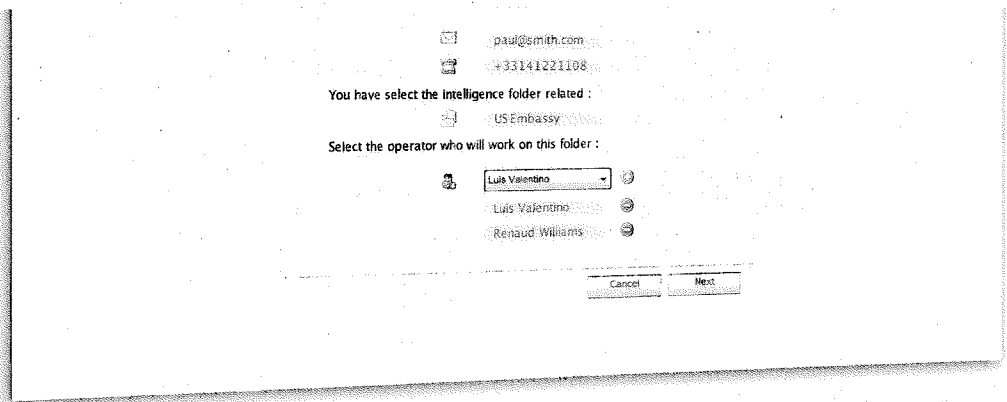 paul@smith.com
+33141221108
You have select the intelligence folder related :
US Embassy
Select the operator who will work on this folder :
Luis Valentino
Luis Valentino
Renaud Williams
Cancel
Next